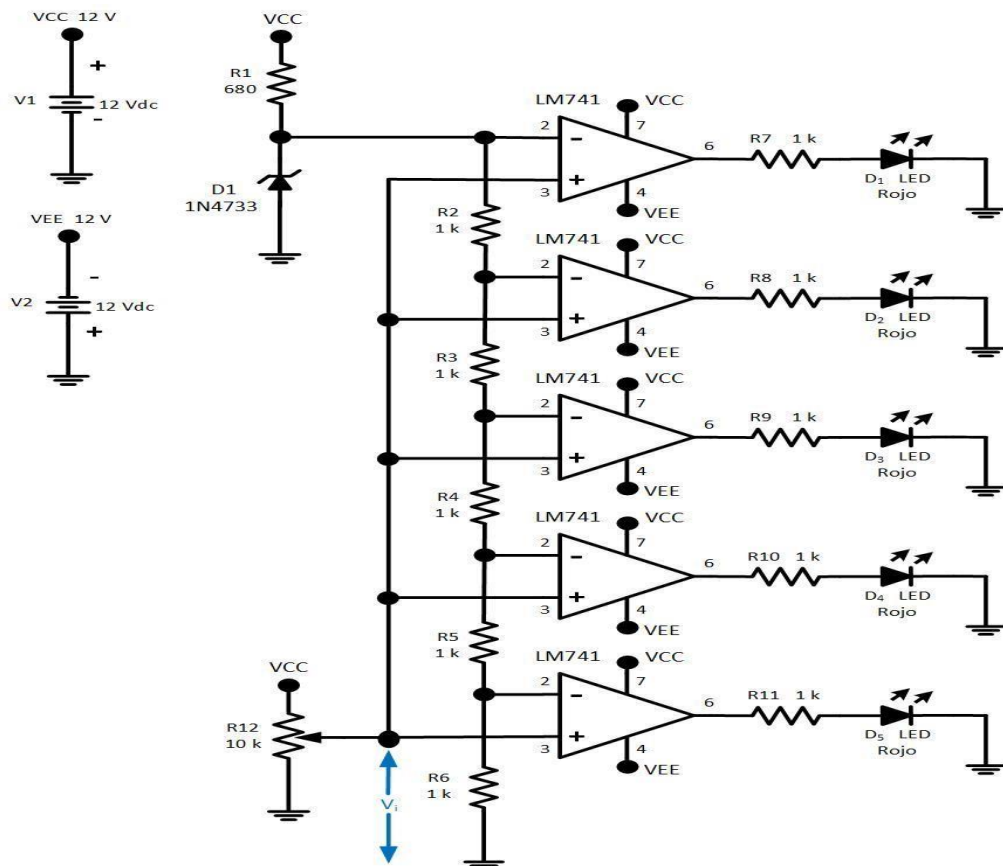 VCC 12 V
+
V1
12 Vdc
-
VEE 12 V
-
V2
12 Vdc
+
VCC
R1
680
D1
1N4733
LM741
VCC
2
-
7
6
R7 1 k
+
3
4
VEE
D₁ LED
Rojo
R2
1 k
LM741
VCC
2
-
7
6
R8 1 k
+
3
4
VEE
D₂ LED
Rojo
R3
1 k
LM741
VCC
2
-
7
6
R9 1 k
+
3
4
VEE
D₃ LED
Rojo
R4
1 k
LM741
VCC
2
-
7
6
R10 1 k
+
3
4
VEE
D₄ LED
Rojo
R5
1 k
LM741
VCC
2
-
7
6
R11 1 k
+
3
4
VEE
D₅ LED
Rojo
VCC
R12
10 k
R6
1 k
Vᵢ